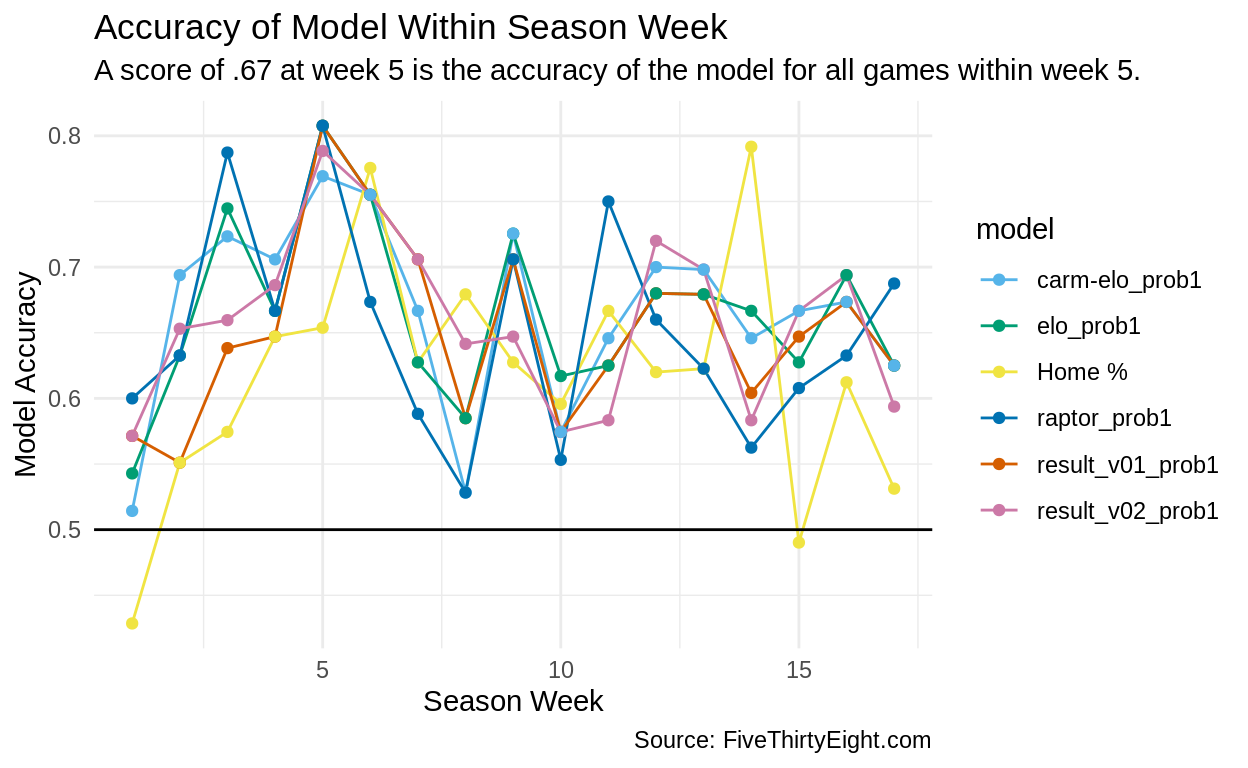 Accuracy of Model Within Season Week
A score of .67 at week 5 is the accuracy of the model for all games within week 5.
Model Accuracy
0.8
0.7
0.6
0.5
5 10 15
Season Week
model
carm-elo_prob1
elo_prob1
Home %
raptor_prob1
result_v01_prob1
result_v02_prob1
Source: FiveThirtyEight.com